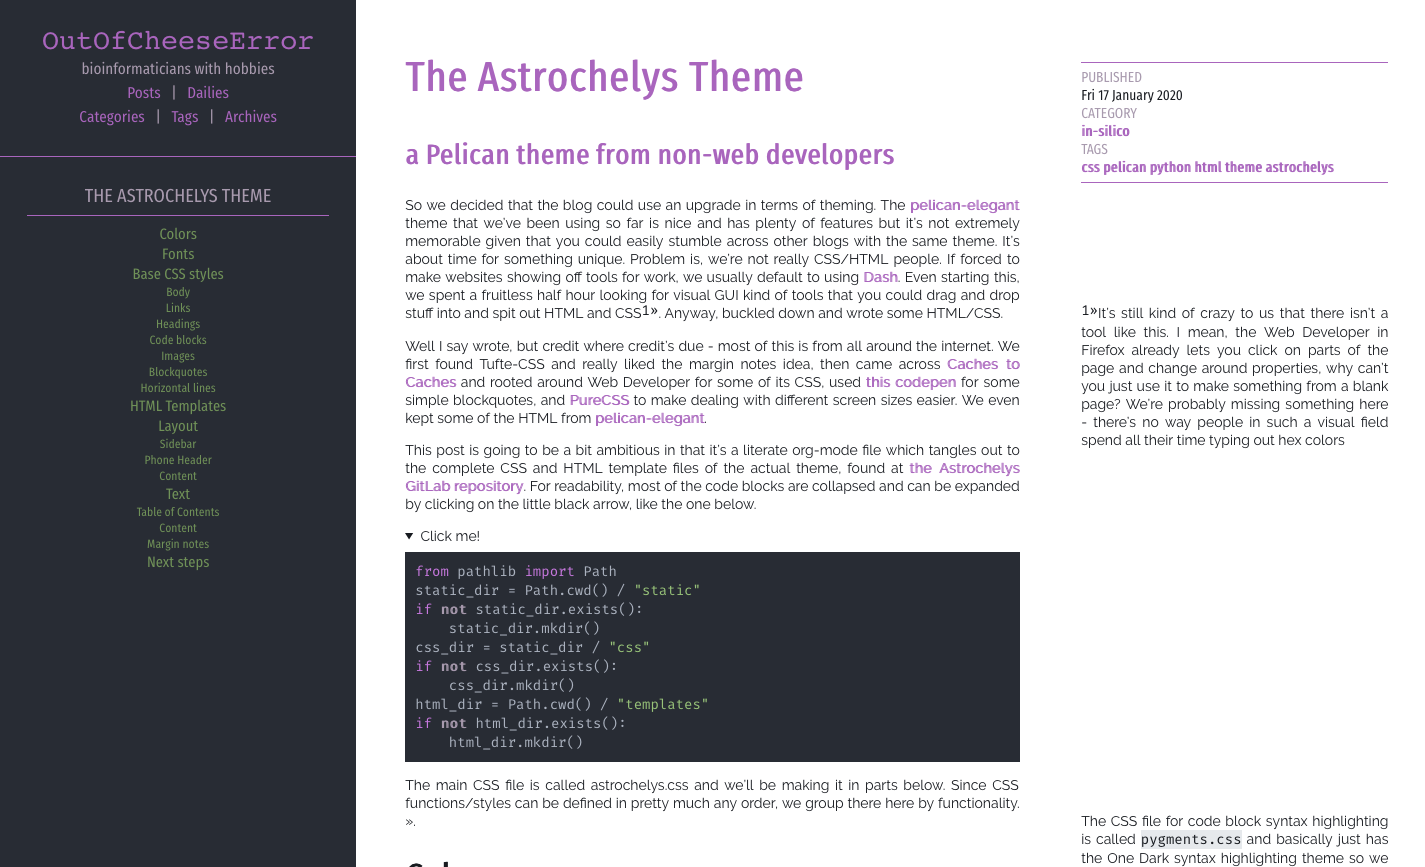 OutOfCheeseError
bioinformaticians with hobbies
Posts | Dailies
Categories | Tags | Archives
THE ASTROCHELYS THEME
Colors
Fonts
Base CSS styles
Body
Links
Headings
Code blocks
Images
Blockquotes
Horizontal lines
HTML Templates
Layout
Sidebar
Phone Header
Content
Text
Table of Contents
Content
Margin notes
Next steps
The Astrochelys Theme
a Pelican theme from non-web developers
So we decided that the blog could use an upgrade in terms of theming. The pelican-elegant
theme that we've been using so far is nice and has plenty of features but it's not extremely
memorable given that you could easily stumble across other blogs with the same theme. It's
about time for something unique. Problem is, we're not really CSS/HTML people. If forced to
make websites showing off tools for work, we usually default to using Dash. Even starting this,
we spent a fruitless half hour looking for visual GUI kind of tools that you could drag and drop
stuff into and spit out HTML and CSS1». Anyway, buckled down and wrote some HTML/CSS.
Well I say wrote, but credit where credit's due - most of this is from all around the internet. We
first found Tufte-CSS and really liked the margin notes idea, then came across Caches to
Caches and rooted around Web Developer for some of its CSS, used this codepen for some
simple blockquotes, and PureCSS to make dealing with different screen sizes easier. We even
kept some of the HTML from pelican-elegant.
This post is going to be a bit ambitious in that it's a literate org-mode file which tangles out to
the complete CSS and HTML template files of the actual theme, found at the Astrochelys
GitLab repository. For readability, most of the code blocks are collapsed and can be expanded
by clicking on the little black arrow, like the one below.
▼ Click me!
from pathlib import Path
static_dir = Path.cwd() / "static"
if not static_dir.exists():
    static_dir.mkdir()
css_dir = static_dir / "css"
if not css_dir.exists():
    css_dir.mkdir()
html_dir = Path.cwd() / "templates"
if not html_dir.exists():
    html_dir.mkdir()
The main CSS file is called astrochelys.css and we'll be making it in parts below. Since CSS
functions/styles can be defined in pretty much any order, we group there here by functionality.
».
PUBLISHED
Fri 17 January 2020
CATEGORY
in-silico
TAGS
css pelican python html theme astrochelys
1»It's still kind of crazy to us that there isn't a
tool like this. I mean, the Web Developer in
Firefox already lets you click on parts of the
page and change around properties, why can't
you just use it to make something from a blank
page? We're probably missing something here
- there's no way people in such a visual field
spend all their time typing out hex colors
The CSS file for code block syntax highlighting
is called pygments.css and basically just has
the One Dark syntax highlighting theme so we